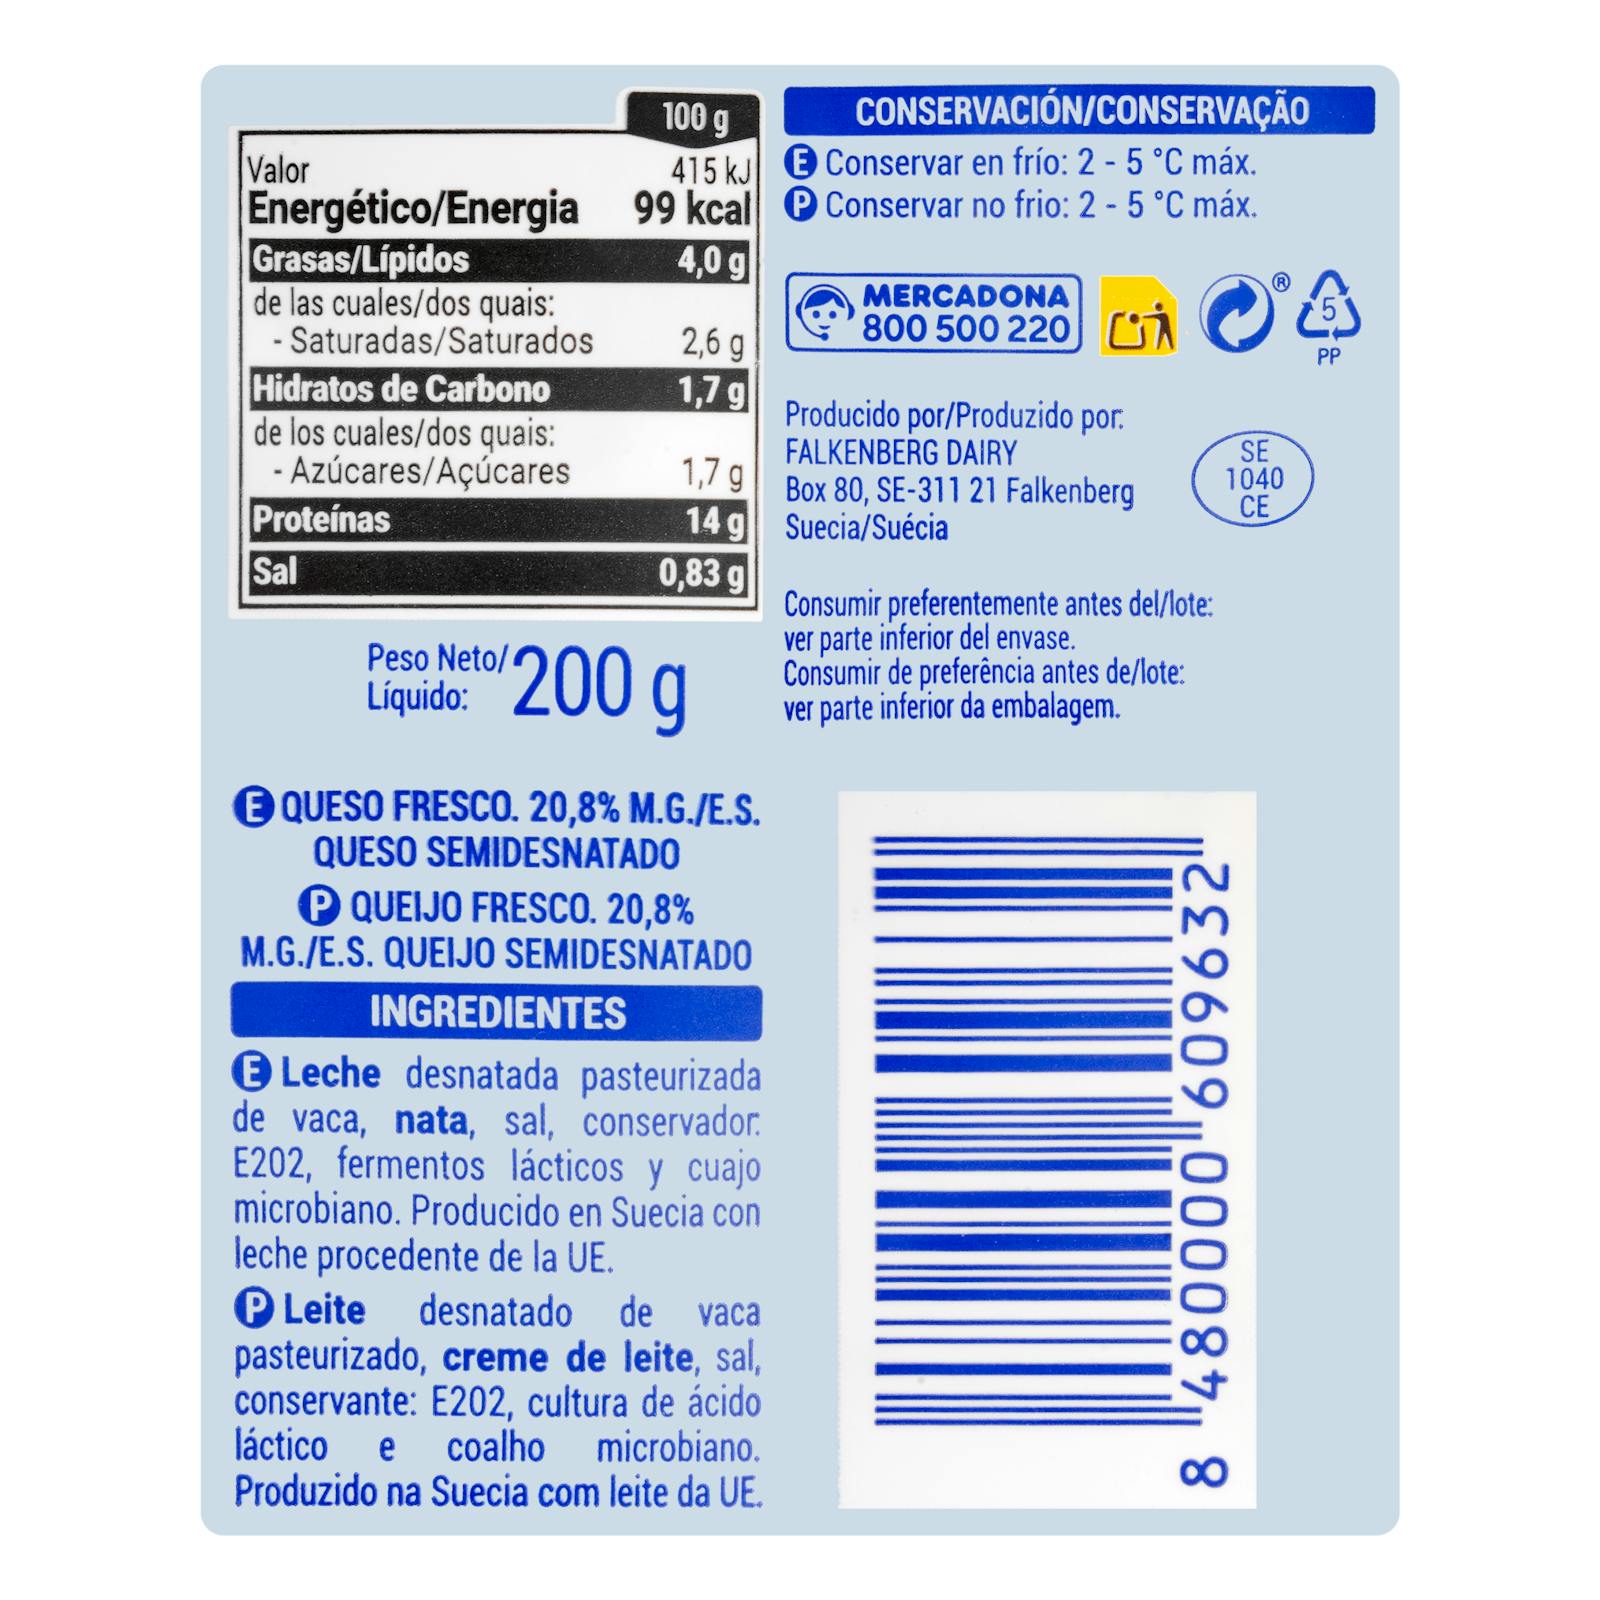 100 g
Valor 415 kJ
Energético/Energia 99 kcal
Grasas/Lípidos 4,0 g
de las cuales/dos quais:
- Saturadas/Saturados 2,6 g
Hidratos de Carbono 1,7 g
de los cuales/dos quais:
- Azúcares/Açúcares 1,7 g
Proteínas 14 g
Sal 0,83 g
Peso Neto/
Líquido: 200 g
E QUESO FRESCO. 20,8% M.G./E.S.
QUESO SEMIDESNATADO
P QUEIJO FRESCO. 20,8%
M.G./E.S. QUEIJO SEMIDESNATADO
INGREDIENTES
E Leche desnatada pasteurizada
de vaca, nata, sal, conservador:
E202, fermentos lácticos y cuajo
microbiano. Producido en Suecia con
leche procedente de la UE.
P Leite desnatado de vaca
pasteurizado, creme de leite, sal,
conservante: E202, cultura de ácido
láctico e coalho microbiano.
Produzido na Suecia com leite da UE.
CONSERVACIÓN/CONSERVAÇÃO
E Conservar en frío: 2 - 5 °C máx.
P Conservar no frio: 2 - 5 °C máx.
MERCADONA
800 500 220
®
5
PP
Producido por/Produzido por:
FALKENBERG DAIRY
Box 80, SE-311 21 Falkenberg
Suecia/Suécia
SE
1040
CE
Consumir preferentemente antes del/lote:
ver parte inferior del envase.
Consumir de preferência antes de/lote:
ver parte inferior da embalagem.
8 480000 609632